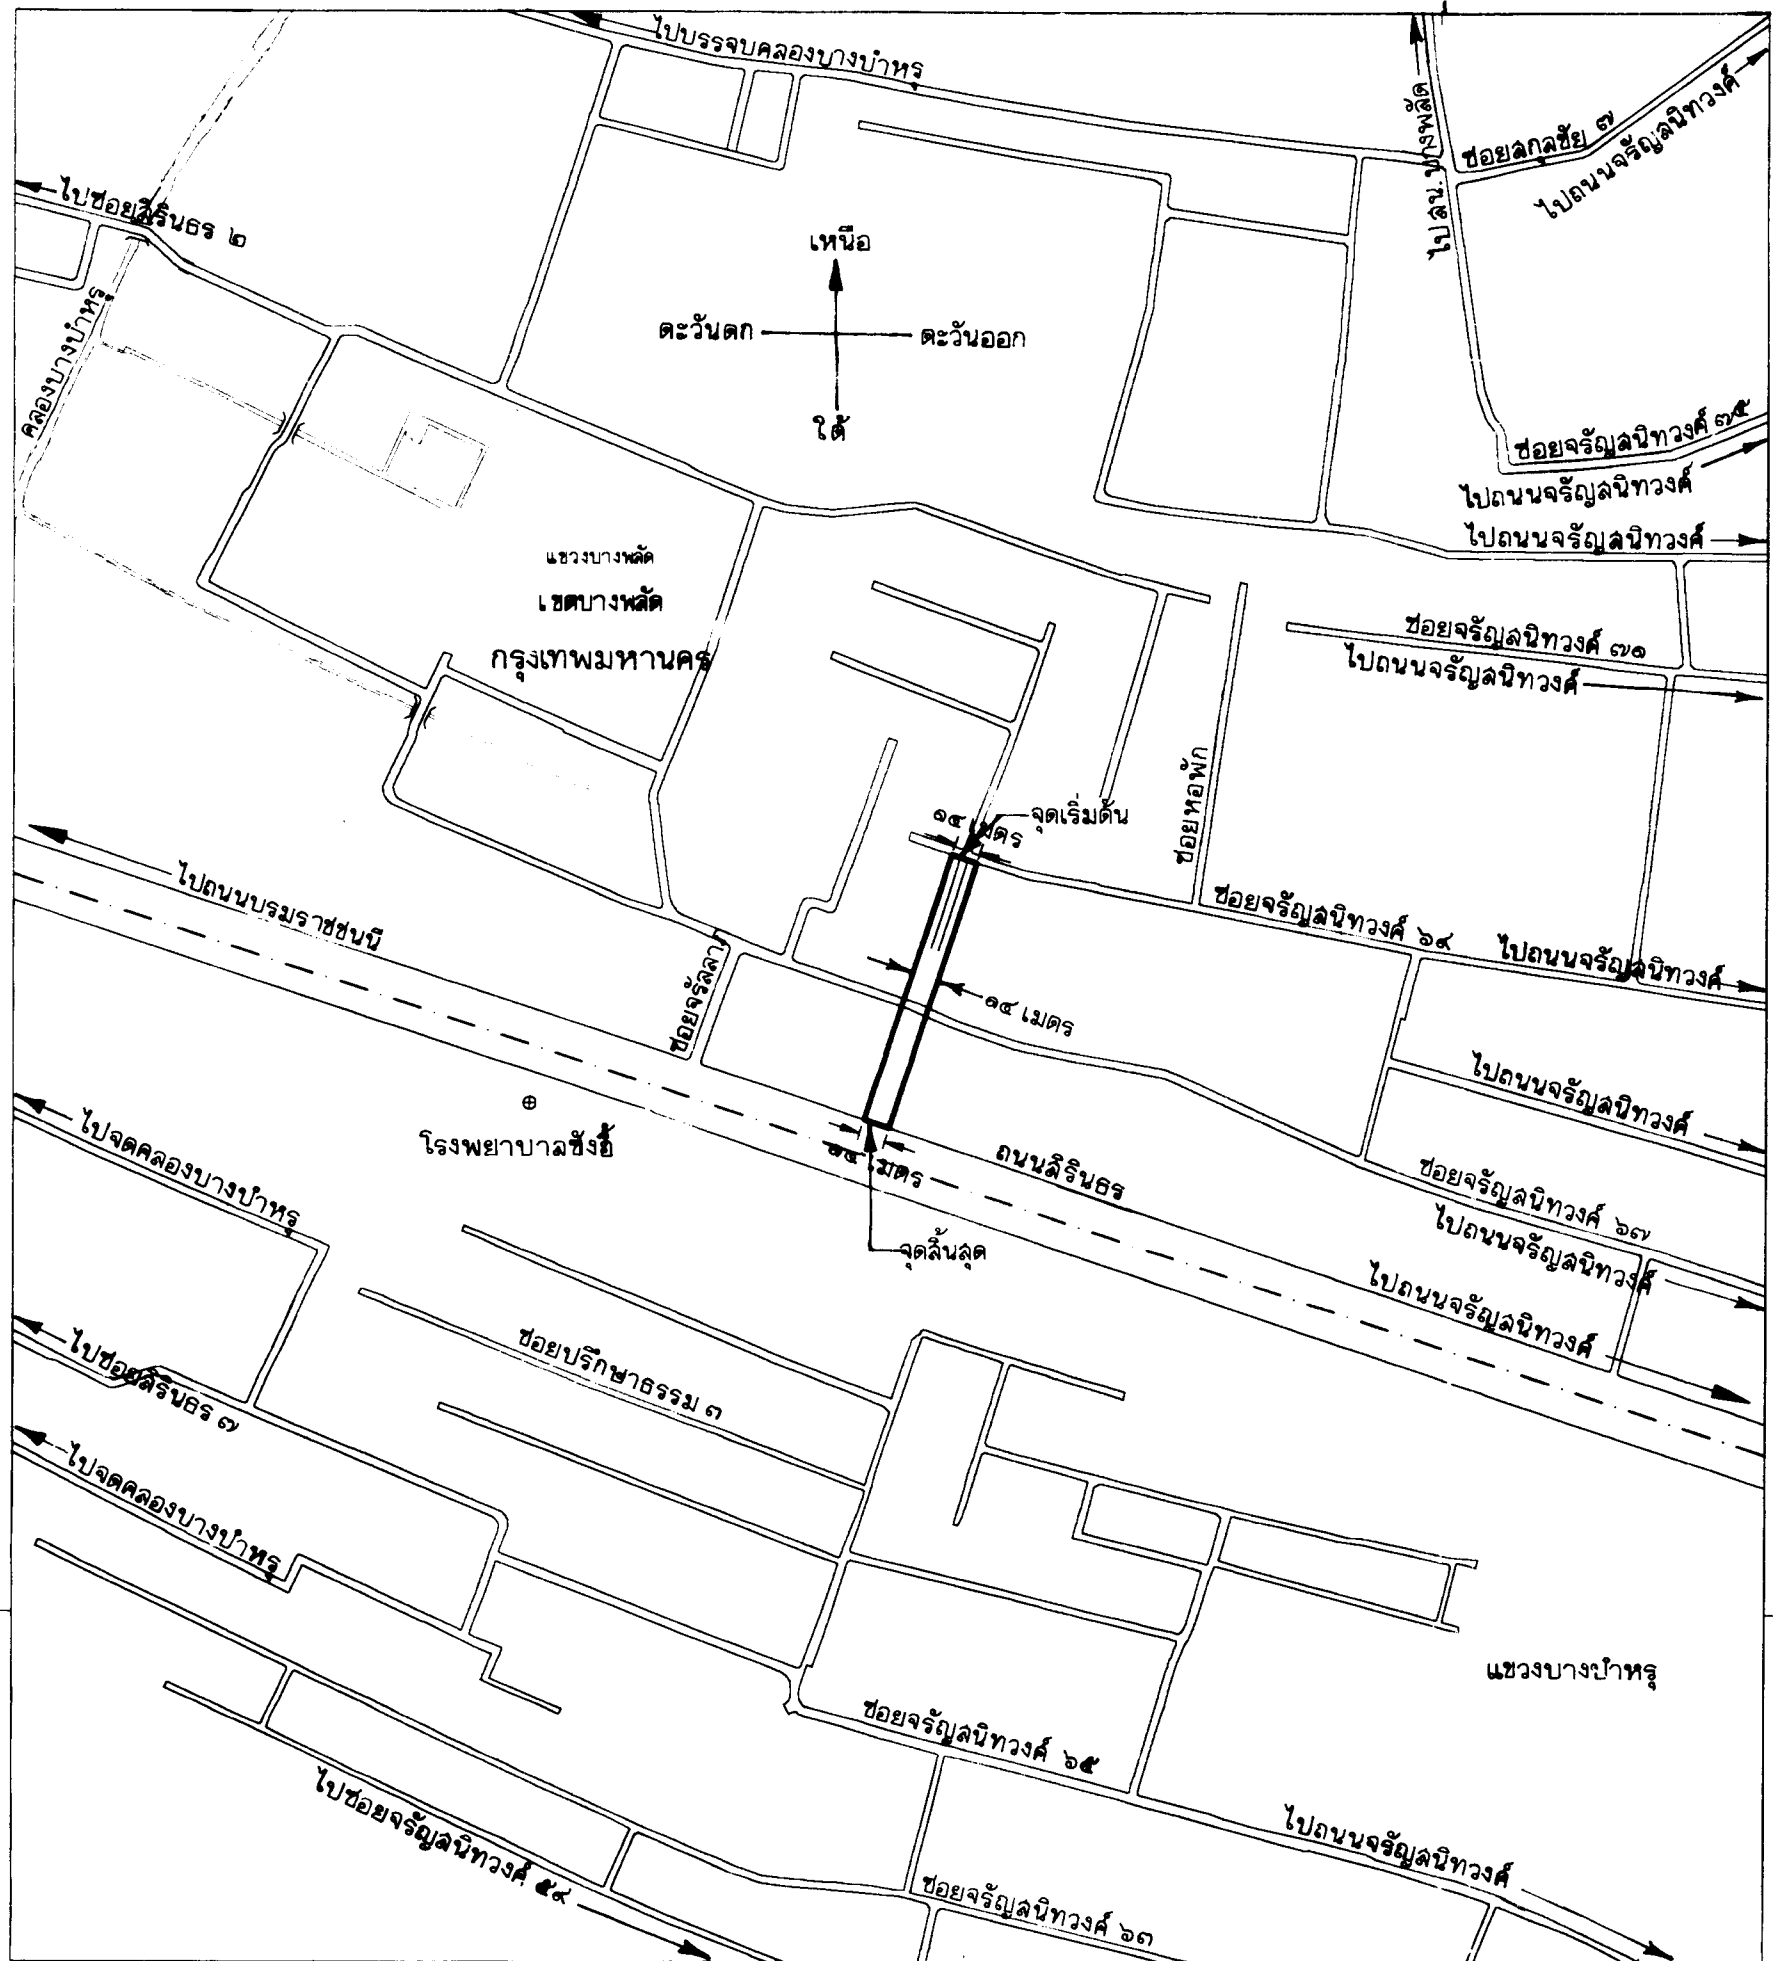 ไปบรรจบคลองบางบำหรุ
ไป สน.บางพลัด
ซอยสกุลชัย ๗
ไปถนนจรัญสนิทวงศ์
ไปซอยสิรินธร ๒
คลองบางบำหรุ
เหนือ
ตะวันตก
ตะวันออก
ใต้
ซอยจรัญสนิทวงศ์ ๗๕
ไปถนนจรัญสนิทวงศ์
ไปถนนจรัญสนิทวงศ์
แขวงบางพลัด
เขตบางพลัด
กรุงเทพมหานคร
ซอยจรัญสนิทวงศ์ ๗๑
ไปถนนจรัญสนิทวงศ์
ซอยหอพัก
๑๔ เมตร
จุดเริ่มต้น
ไปถนนบรมราชชนนี
ซอยจรัญสนิทวงศ์ ๖๙
ไปถนนจรัญสนิทวงศ์
ซอยจรัลลาภ
๑๔ เมตร
ไปถนนจรัญสนิทวงศ์
โรงพยาบาลซังฮี้
ไปจดคลองบางบำหรุ
๑๔ เมตร
ถนนสิรินธร
ซอยจรัญสนิทวงศ์ ๖๗
ไปถนนจรัญสนิทวงศ์
จุดสิ้นสุด
ไปถนนจรัญสนิทวงศ์
ไปซอยสิรินธร ๗
ซอยปรึกษาธรรม ๓
ไปจดคลองบางบำหรุ
แขวงบางบำหรุ
ซอยจรัญสนิทวงศ์ ๖๕
ไปซอยจรัญสนิทวงศ์ ๕๙
ไปถนนจรัญสนิทวงศ์
ซอยจรัญสนิทวงศ์ ๖๓